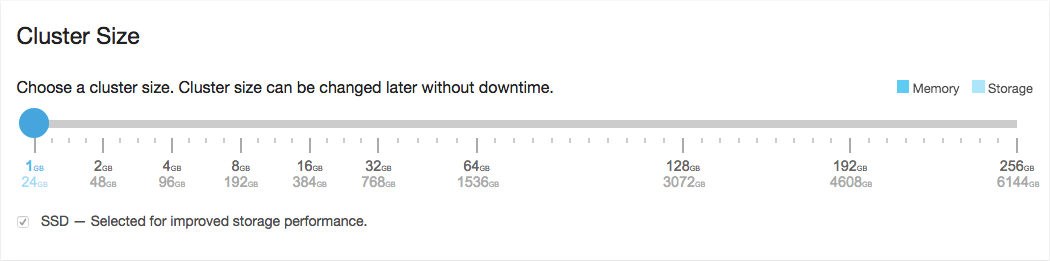 Cluster Size
Choose a cluster size. Cluster size can be changed later without downtime.
Memory Storage
1GB 2GB 4GB 8GB 16GB 32GB 64GB 128GB 192GB 256GB
24GB 48GB 96GB 192GB 384GB 768GB 1536GB 3072GB 4608GB 6144GB
SSD — Selected for improved storage performance.